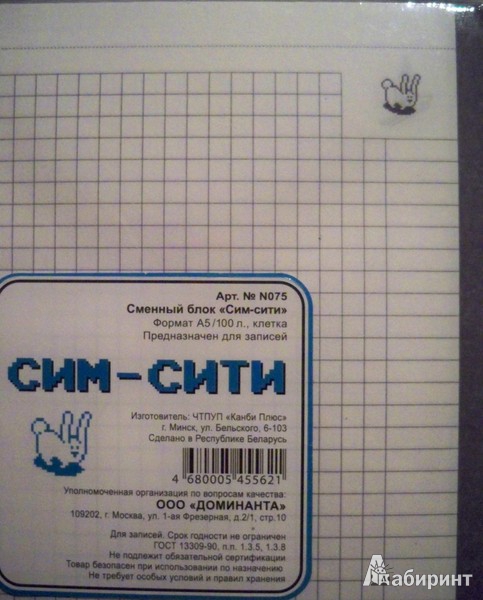 Арт. № N075
Сменный блок «Сим-сити»
Формат А5/100 л., клетка
Предназначен для записей
СИМ-СИТИ
Изготовитель: ЧТПУП «Канби Плюс»
г. Минск, ул. Бельского, 6-103
Сделано в Республике Беларусь
4 680005 455621
Уполномоченная организация по вопросам качества:
ООО «ДОМИНАНТА»
109202, г. Москва, ул. 1-ая Фрезерная, д.2/1, стр.10
Для записей. Срок годности не ограничен
ГОСТ 13309-90, п.п. 1.3.5, 1.3.8
Не подлежит обязательной сертификации
Товар безопасен при использовании по назначению
Не требует особых условий и правил хранения
Лабиринт